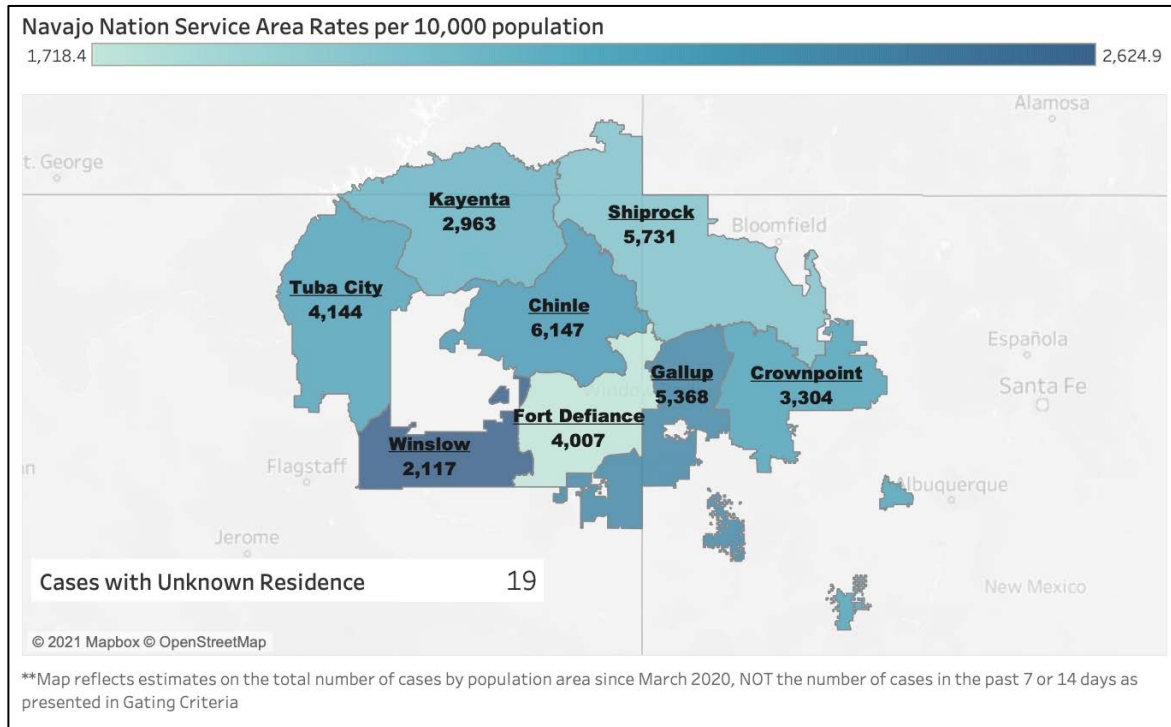 Navajo Nation Service Area Rates per 10,000 population
1,718.4
2,624.9
Alamosa
t. George
Kayenta
2,963
Shiprock
5,731
Bloomfield
Tuba City
4,144
Chinle
6,147
Española
Gallup
5,368
Crownpoint
3,304
Santa Fe
Fort Defiance
4,007
Winslow
2,117
Flagstaff
Albuquerque
Jerome
Cases with Unknown Residence 19
New Mexico
© 2021 Mapbox © OpenStreetMap
**Map reflects estimates on the total number of cases by population area since March 2020, NOT the number of cases in the past 7 or 14 days as
presented in Gating Criteria